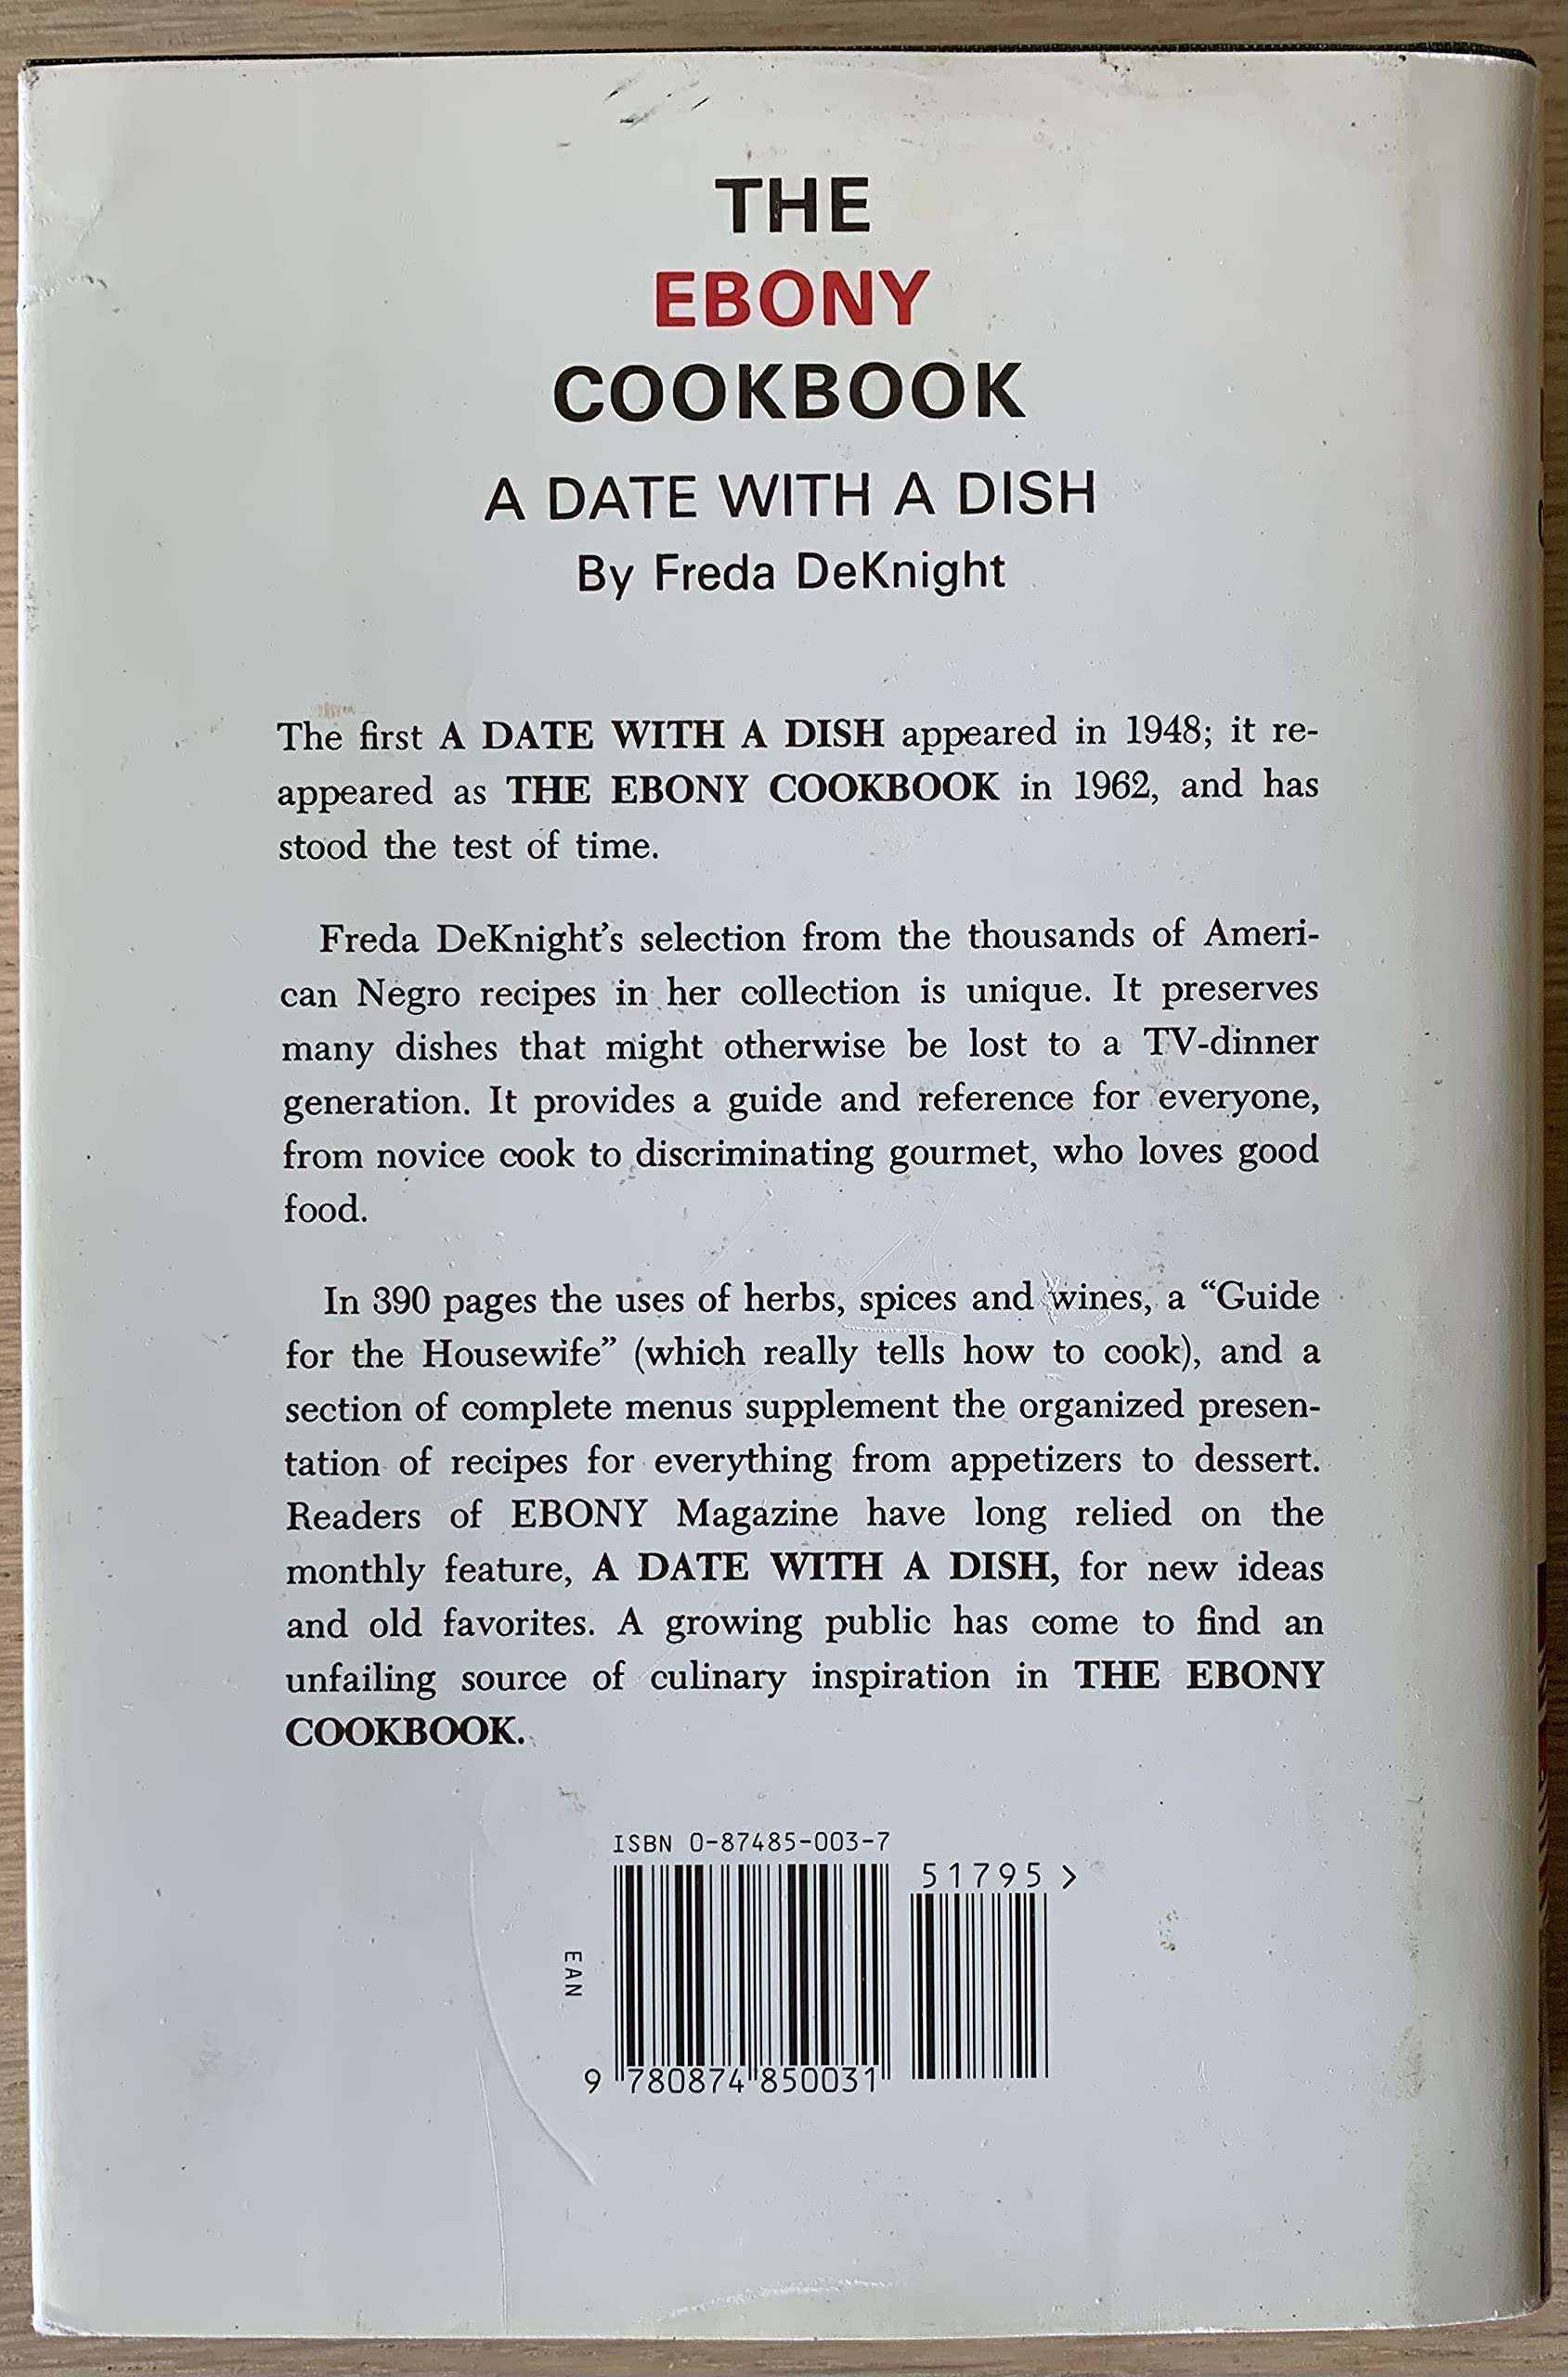 THE
EBONY
COOKBOOK
A DATE WITH A DISH
By Freda DeKnight
The first A DATE WITH A DISH appeared in 1948; it re-
appeared as THE EBONY COOKBOOK in 1962, and has
stood the test of time.
Freda DeKnight’s selection from the thousands of Ameri-
can Negro recipes in her collection is unique. It preserves
many dishes that might otherwise be lost to a TV-dinner
generation. It provides a guide and reference for everyone,
from novice cook to discriminating gourmet, who loves good
food.
In 390 pages the uses of herbs, spices and wines, a “Guide
for the Housewife” (which really tells how to cook), and a
section of complete menus supplement the organized presen-
tation of recipes for everything from appetizers to dessert.
Readers of EBONY Magazine have long relied on the
monthly feature, A DATE WITH A DISH, for new ideas
and old favorites. A growing public has come to find an
unfailing source of culinary inspiration in THE EBONY
COOKBOOK.
ISBN 0-87485-003-7
51795 >
EAN
9 780874 850031